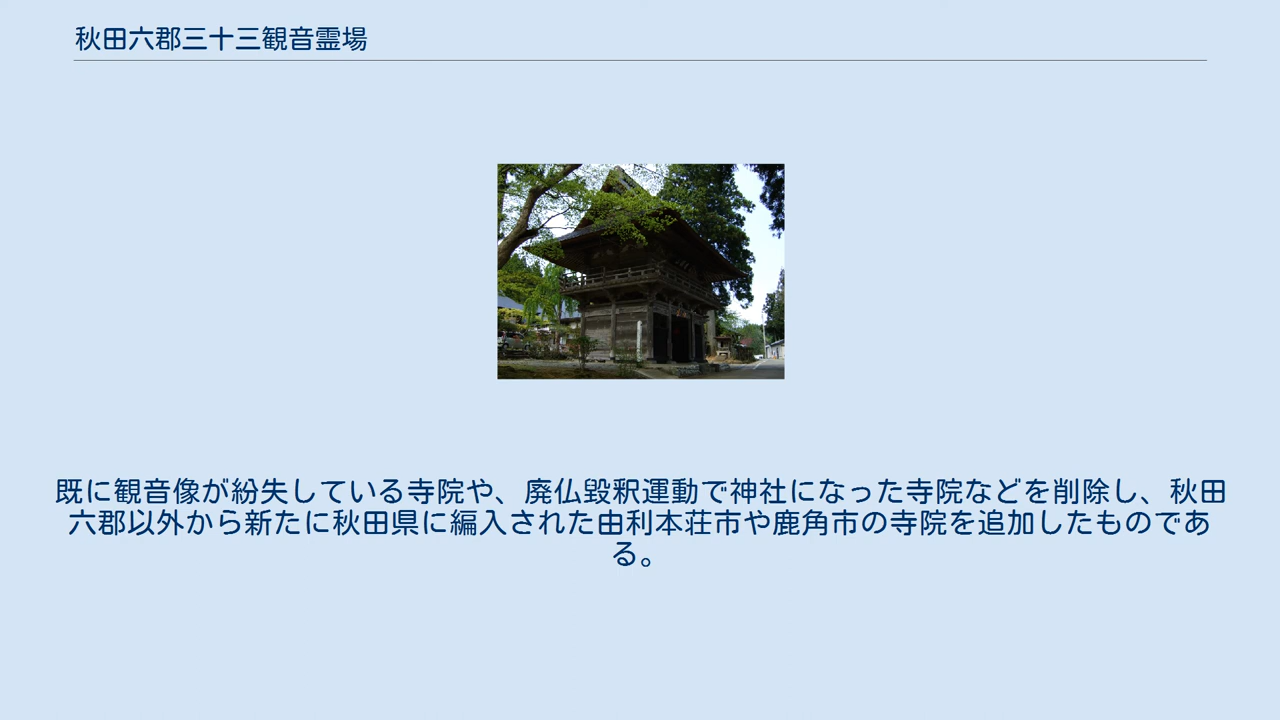 秋田六郡三十三観音霊場
既に観音像が紛失している寺院や、廃仏毀釈運動で神社になった寺院などを削除し、秋田
六郡以外から新たに秋田県に編入された由利本荘市や鹿角市の寺院を追加したものであ
る。